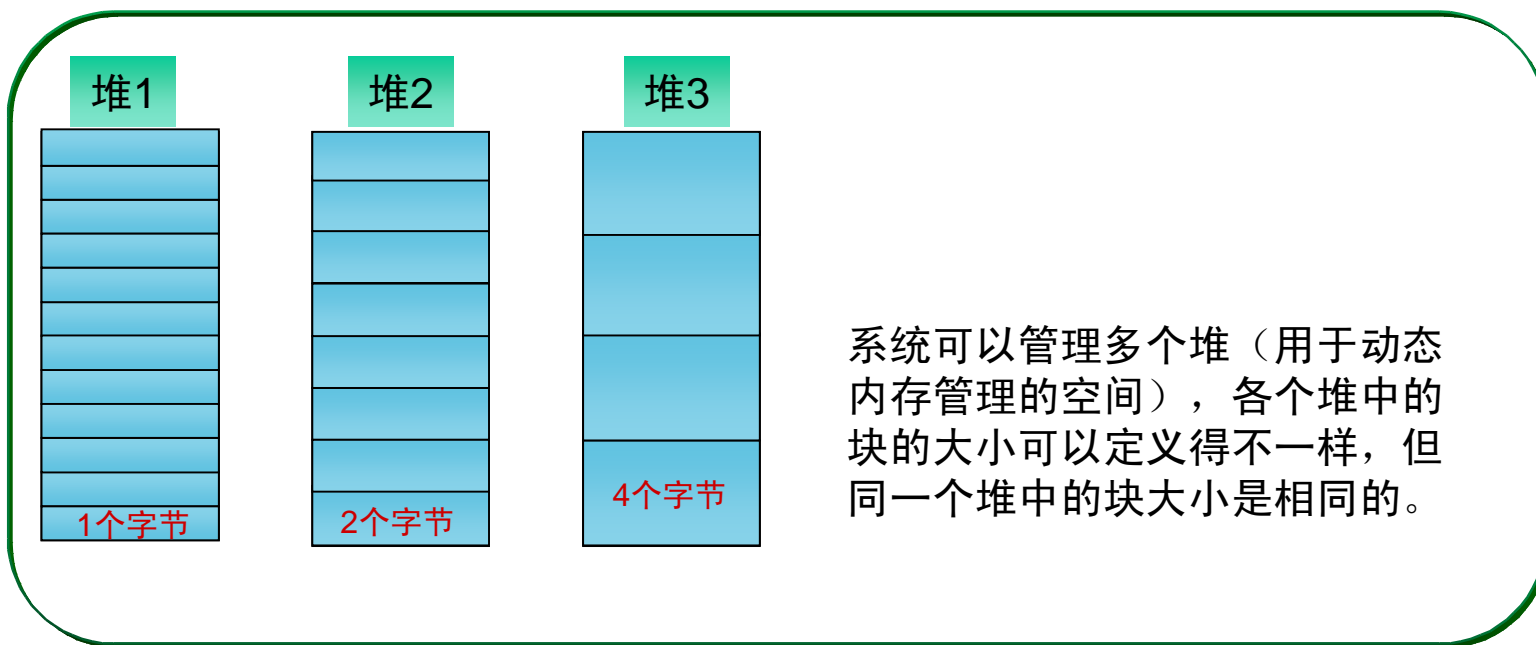 堆1
堆2
堆3
1个字节
2个字节
4个字节
系统可以管理多个堆（用于动态
内存管理的空间），各个堆中的
块的大小可以定义得不一样，但
同一个堆中的块大小是相同的。